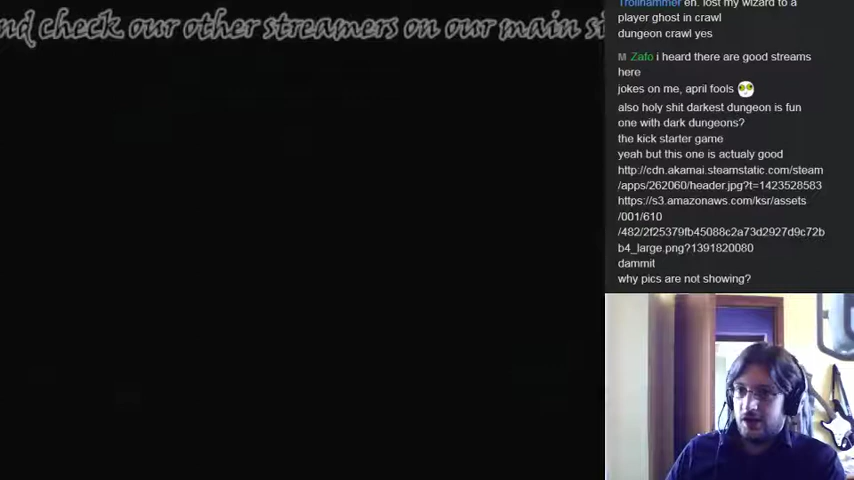 nd check our other streamers on our main si
Trollhammer eh. lost my wizard to a
player ghost in crawl
dungeon crawl yes
M Zafo i heard there are good streams
here
jokes on me, april fools
also holy shit darkest dungeon is fun
one with dark dungeons?
the kick starter game
yeah but this one is actualy good
http://cdn.akamai.steamstatic.com/steam
/apps/262060/header.jpg?t=1423528583
https://s3.amazonaws.com/ksr/assets
/001/610
/482/2f25379fb45088c2a73d2927d9c72b
b4_large.png?1391820080
dammit
why pics are not showing?